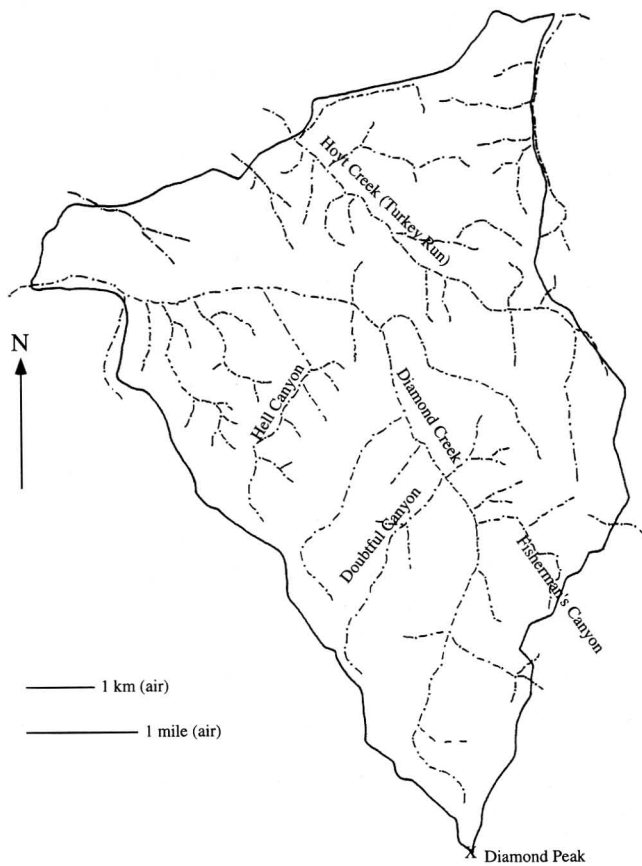 Hoyt Creek (Turkey Run)
N
Hell Canyon
Diamond Creek
Doubtful Canyon
Fisherman's Canyon
1 km (air)
1 mile (air)
X Diamond Peak